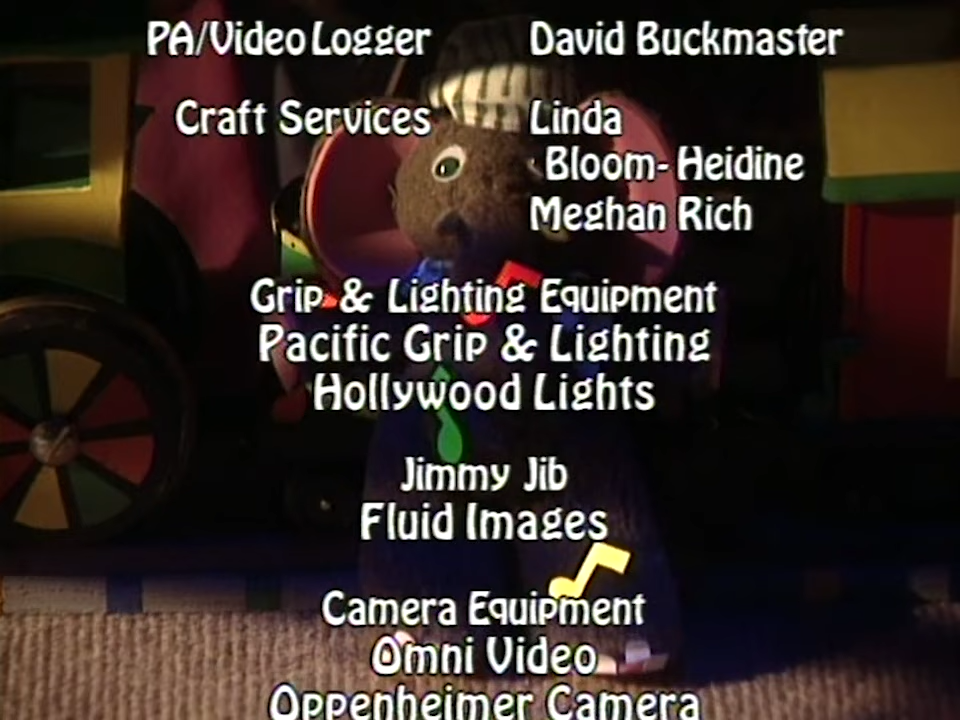 PA/Video Logger David Buckmaster
Craft Services Linda
Bloom- Heidine
Meghan Rich
Grip & Lighting Equipment
Pacific Grip & Lighting
Hollywood Lights
Jimmy Jib
Fluid Images
Camera Equipment
Omni Video
Oppenheimer Camera